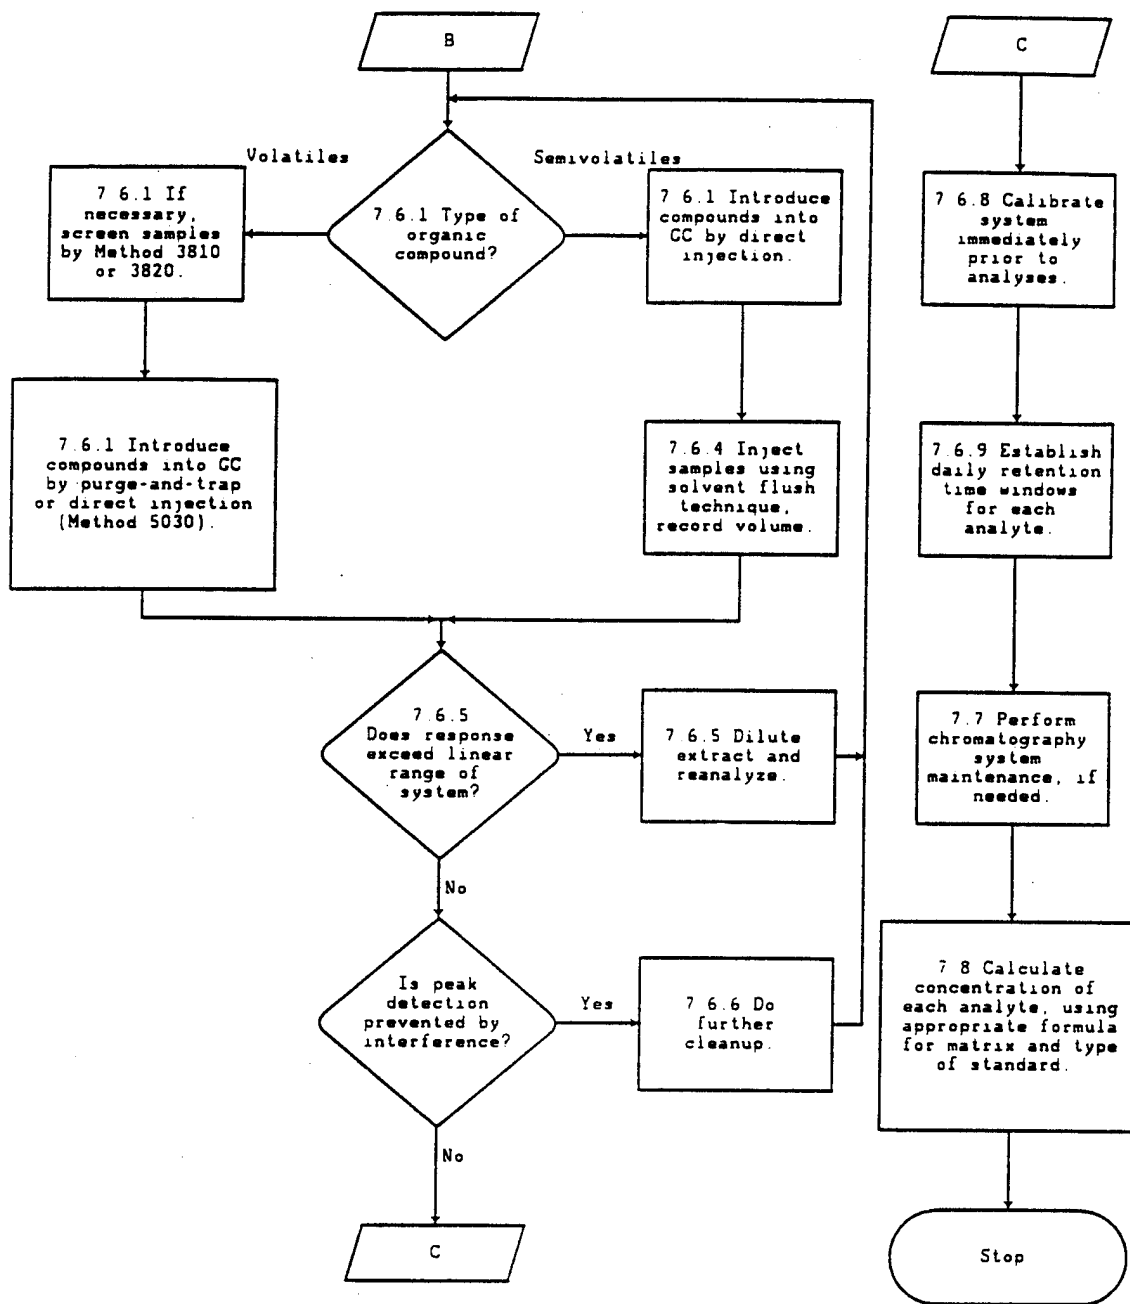 B
Volatiles
Semivolatiles
7 6.1 If
necessary,
screen samples
by Method 3810
or 3820.
7.6.1 Type of
organic
compound?
7 6.1 Introduce
compounds into
GC by direct
injection.
7.6.1 Introduce
compounds into GC
by purge-and-trap
or direct injection
(Method 5030).
7.6.4 Inject
samples using
solvent flush
technique,
record volume.
7.6.5
Does response
exceed linear
range of
system?
Yes
7.6.5 Dilute
extract and
reanalyze.
No
Is peak
detection
prevented by
interference?
Yes
7 6.6 Do
further
cleanup.
No
C
C
7 6.8 Calibrate
system
immediately
prior to
analyses.
7.6.9 Establish
daily retention
time windows
for each
analyte.
7.7 Perform
chromatography
system
maintenance, if
needed.
7 8 Calculate
concentration of
each analyte, using
appropriate formula
for matrix and type
of standard.
Stop